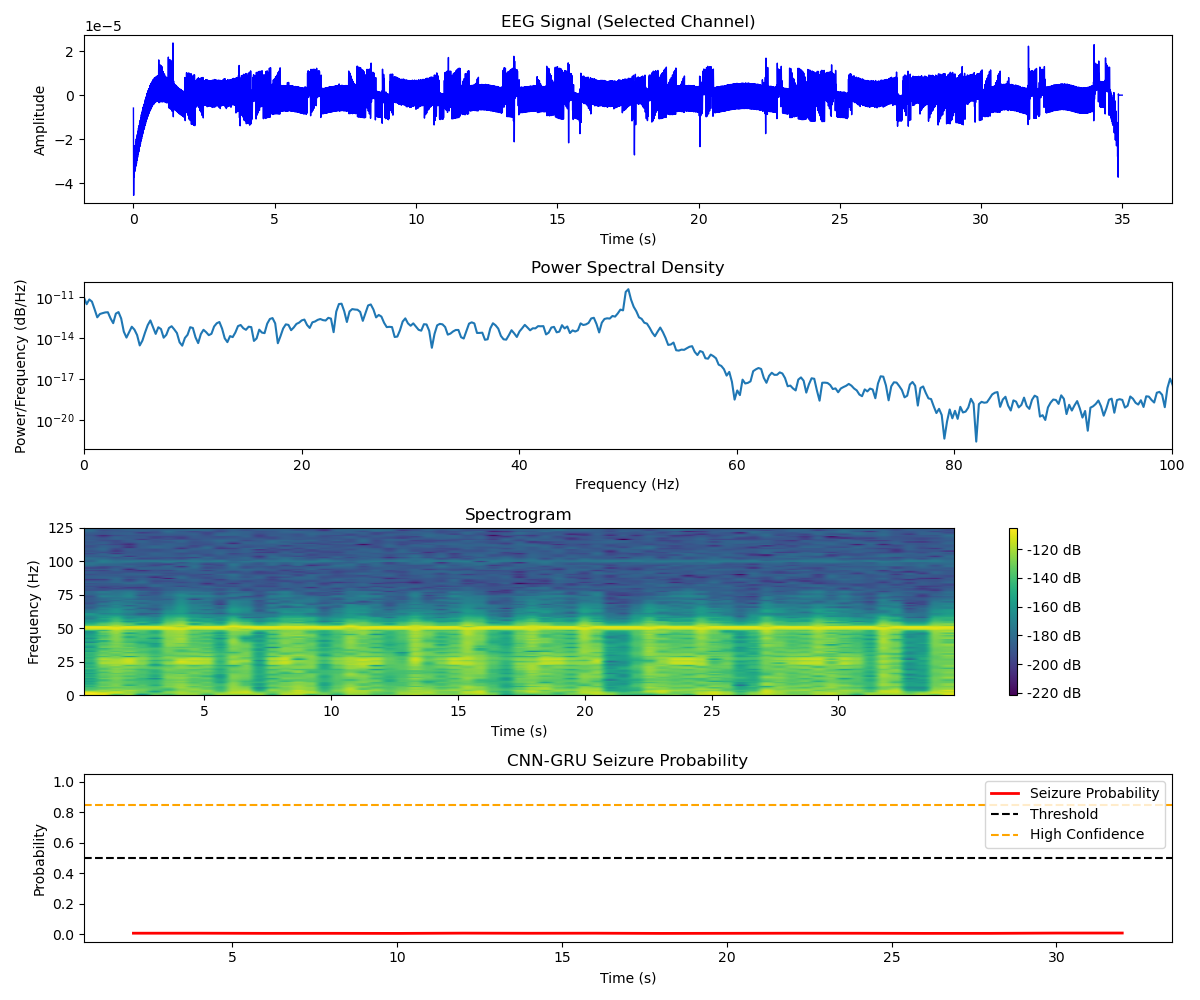 EEG Signal (Selected Channel)
1e−5
2
0
−2
−4
Amplitude
0 5 10 15 20 25 30 35
Time (s)
Power Spectral Density
10⁻¹¹
10⁻¹⁴
10⁻¹⁷
10⁻²⁰
Power/Frequency (dB/Hz)
0 20 40 60 80 100
Frequency (Hz)
Spectrogram
125
100
75
50
25
0
Frequency (Hz)
5 10 15 20 25 30
Time (s)
-120 dB
-140 dB
-160 dB
-180 dB
-200 dB
-220 dB
CNN-GRU Seizure Probability
1.0
0.8
0.6
0.4
0.2
0.0
Probability
Seizure Probability
Threshold
High Confidence
5 10 15 20 25 30
Time (s)